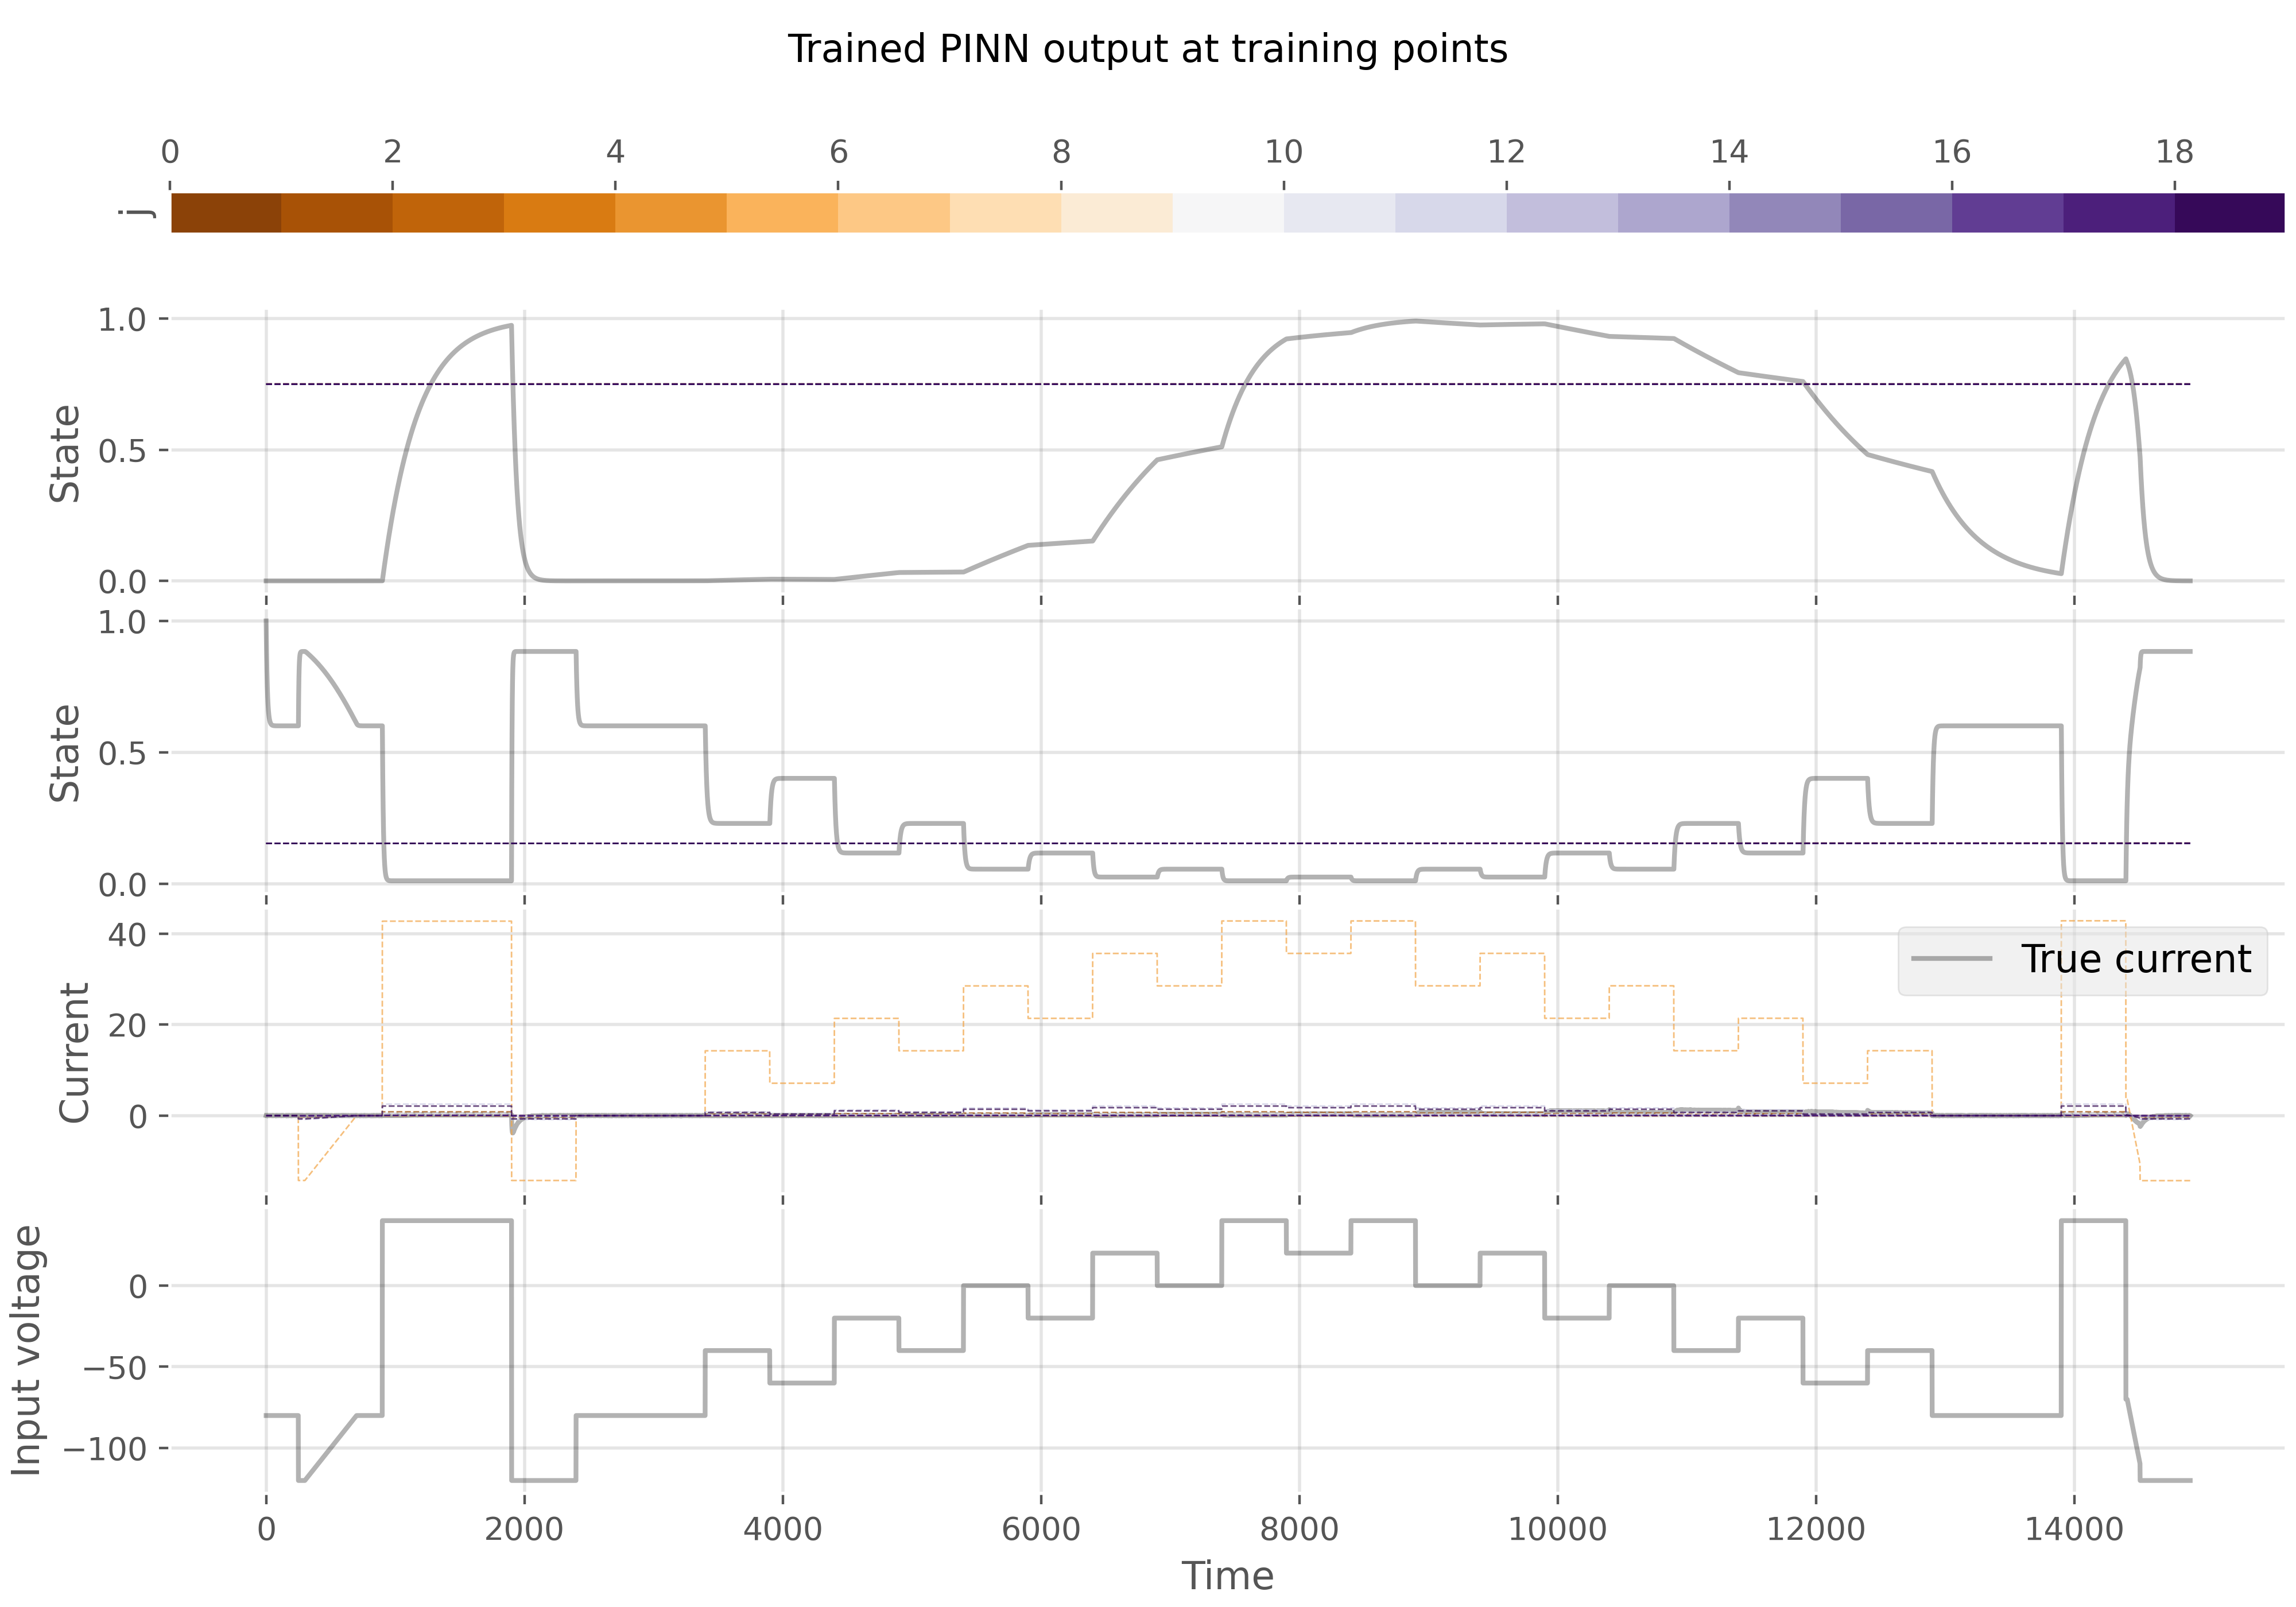 Trained PINN output at training points
0 2 4 6 8 10 12 14 16 18
j
1.0
0.5
0.0
State
1.0
0.5
0.0
State
40
20
0
Current
True current
0
−50
−100
Input voltage
0 2000 4000 6000 8000 10000 12000 14000
Time